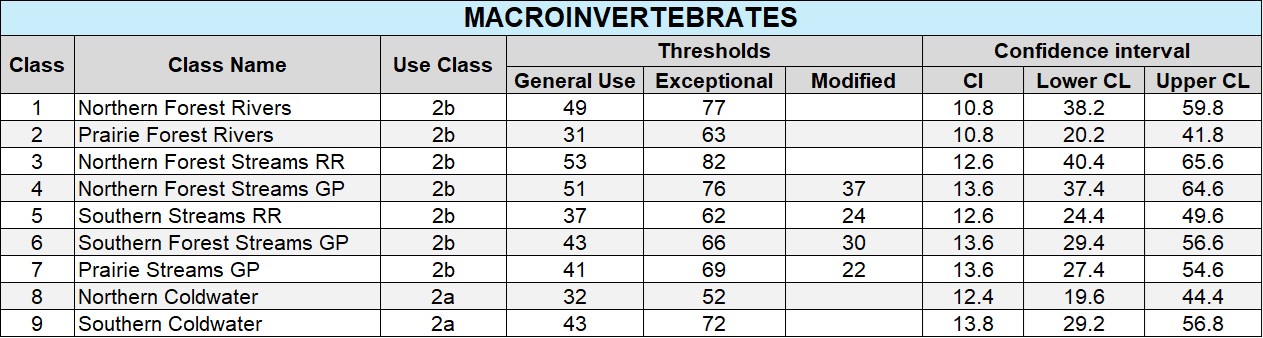 MACROINVERTEBRATES
Class Class Name Use Class Thresholds Confidence interval
General Use Exceptional Modified CI Lower CL Upper CL
1 Northern Forest Rivers 2b 49 77 10.8 38.2 59.8
2 Prairie Forest Rivers 2b 31 63 10.8 20.2 41.8
3 Northern Forest Streams RR 2b 53 82 12.6 40.4 65.6
4 Northern Forest Streams GP 2b 51 76 37 13.6 37.4 64.6
5 Southern Streams RR 2b 37 62 24 12.6 24.4 49.6
6 Southern Forest Streams GP 2b 43 66 30 13.6 29.4 56.6
7 Prairie Streams GP 2b 41 69 22 13.6 27.4 54.6
8 Northern Coldwater 2a 32 52 12.4 19.6 44.4
9 Southern Coldwater 2a 43 72 13.8 29.2 56.8